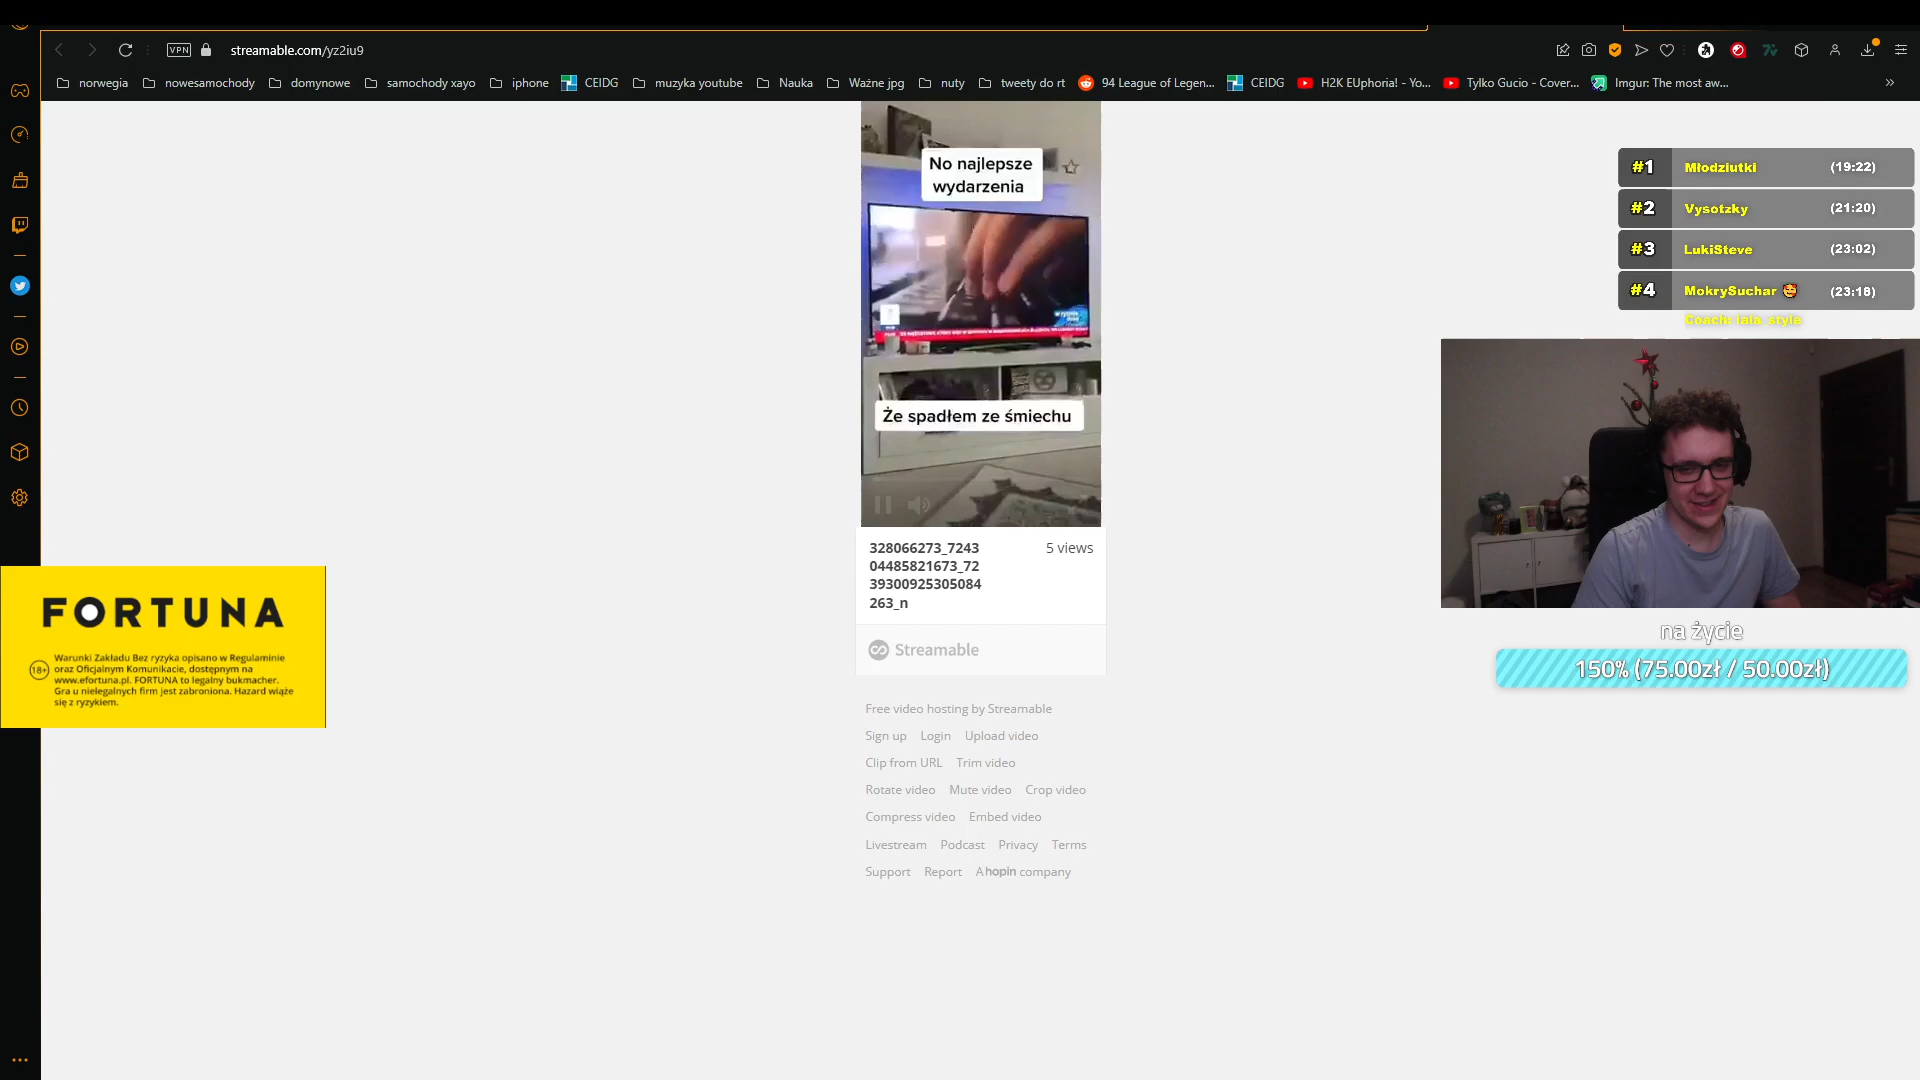 VPN
streamable.com/yz2iu9
norwegia
nowesamochody
domynowe
samochody xayo
iphone
CEIDG
muzyka youtube
Nauka
Ważne jpg
nuty
tweety do rt
94 League of Legen...
CEIDG
H2K EUphoria! - Yo...
Tylko Gucio - Cover...
Imgur: The most aw...
No najlepsze
wydarzenia
Że spadłem ze śmiechu
328066273_7243
04485821673_72
39300925305084
263_n
5 views
Streamable
Free video hosting by Streamable
Sign up Login Upload video
Clip from URL Trim video
Rotate video Mute video Crop video
Compress video Embed video
Livestream Podcast Privacy Terms
Support Report A hopin company
#1 Młodziutki (19:22)
#2 Vysotzky (21:20)
#3 LukiSteve (23:02)
#4 MokrySuchar 🥰 (23:18)
Coach: lala_style
na życie
150% (75.00zł / 50.00zł)
FORTUNA
18+
Warunki Zakładu Bez ryzyka opisano w Regulaminie
oraz Oficjalnym Komunikacie, dostępnym na
www.efortuna.pl. FORTUNA to legalny bukmacher.
Gra u nielegalnych firm jest zabroniona. Hazard wiąże
się z ryzykiem.